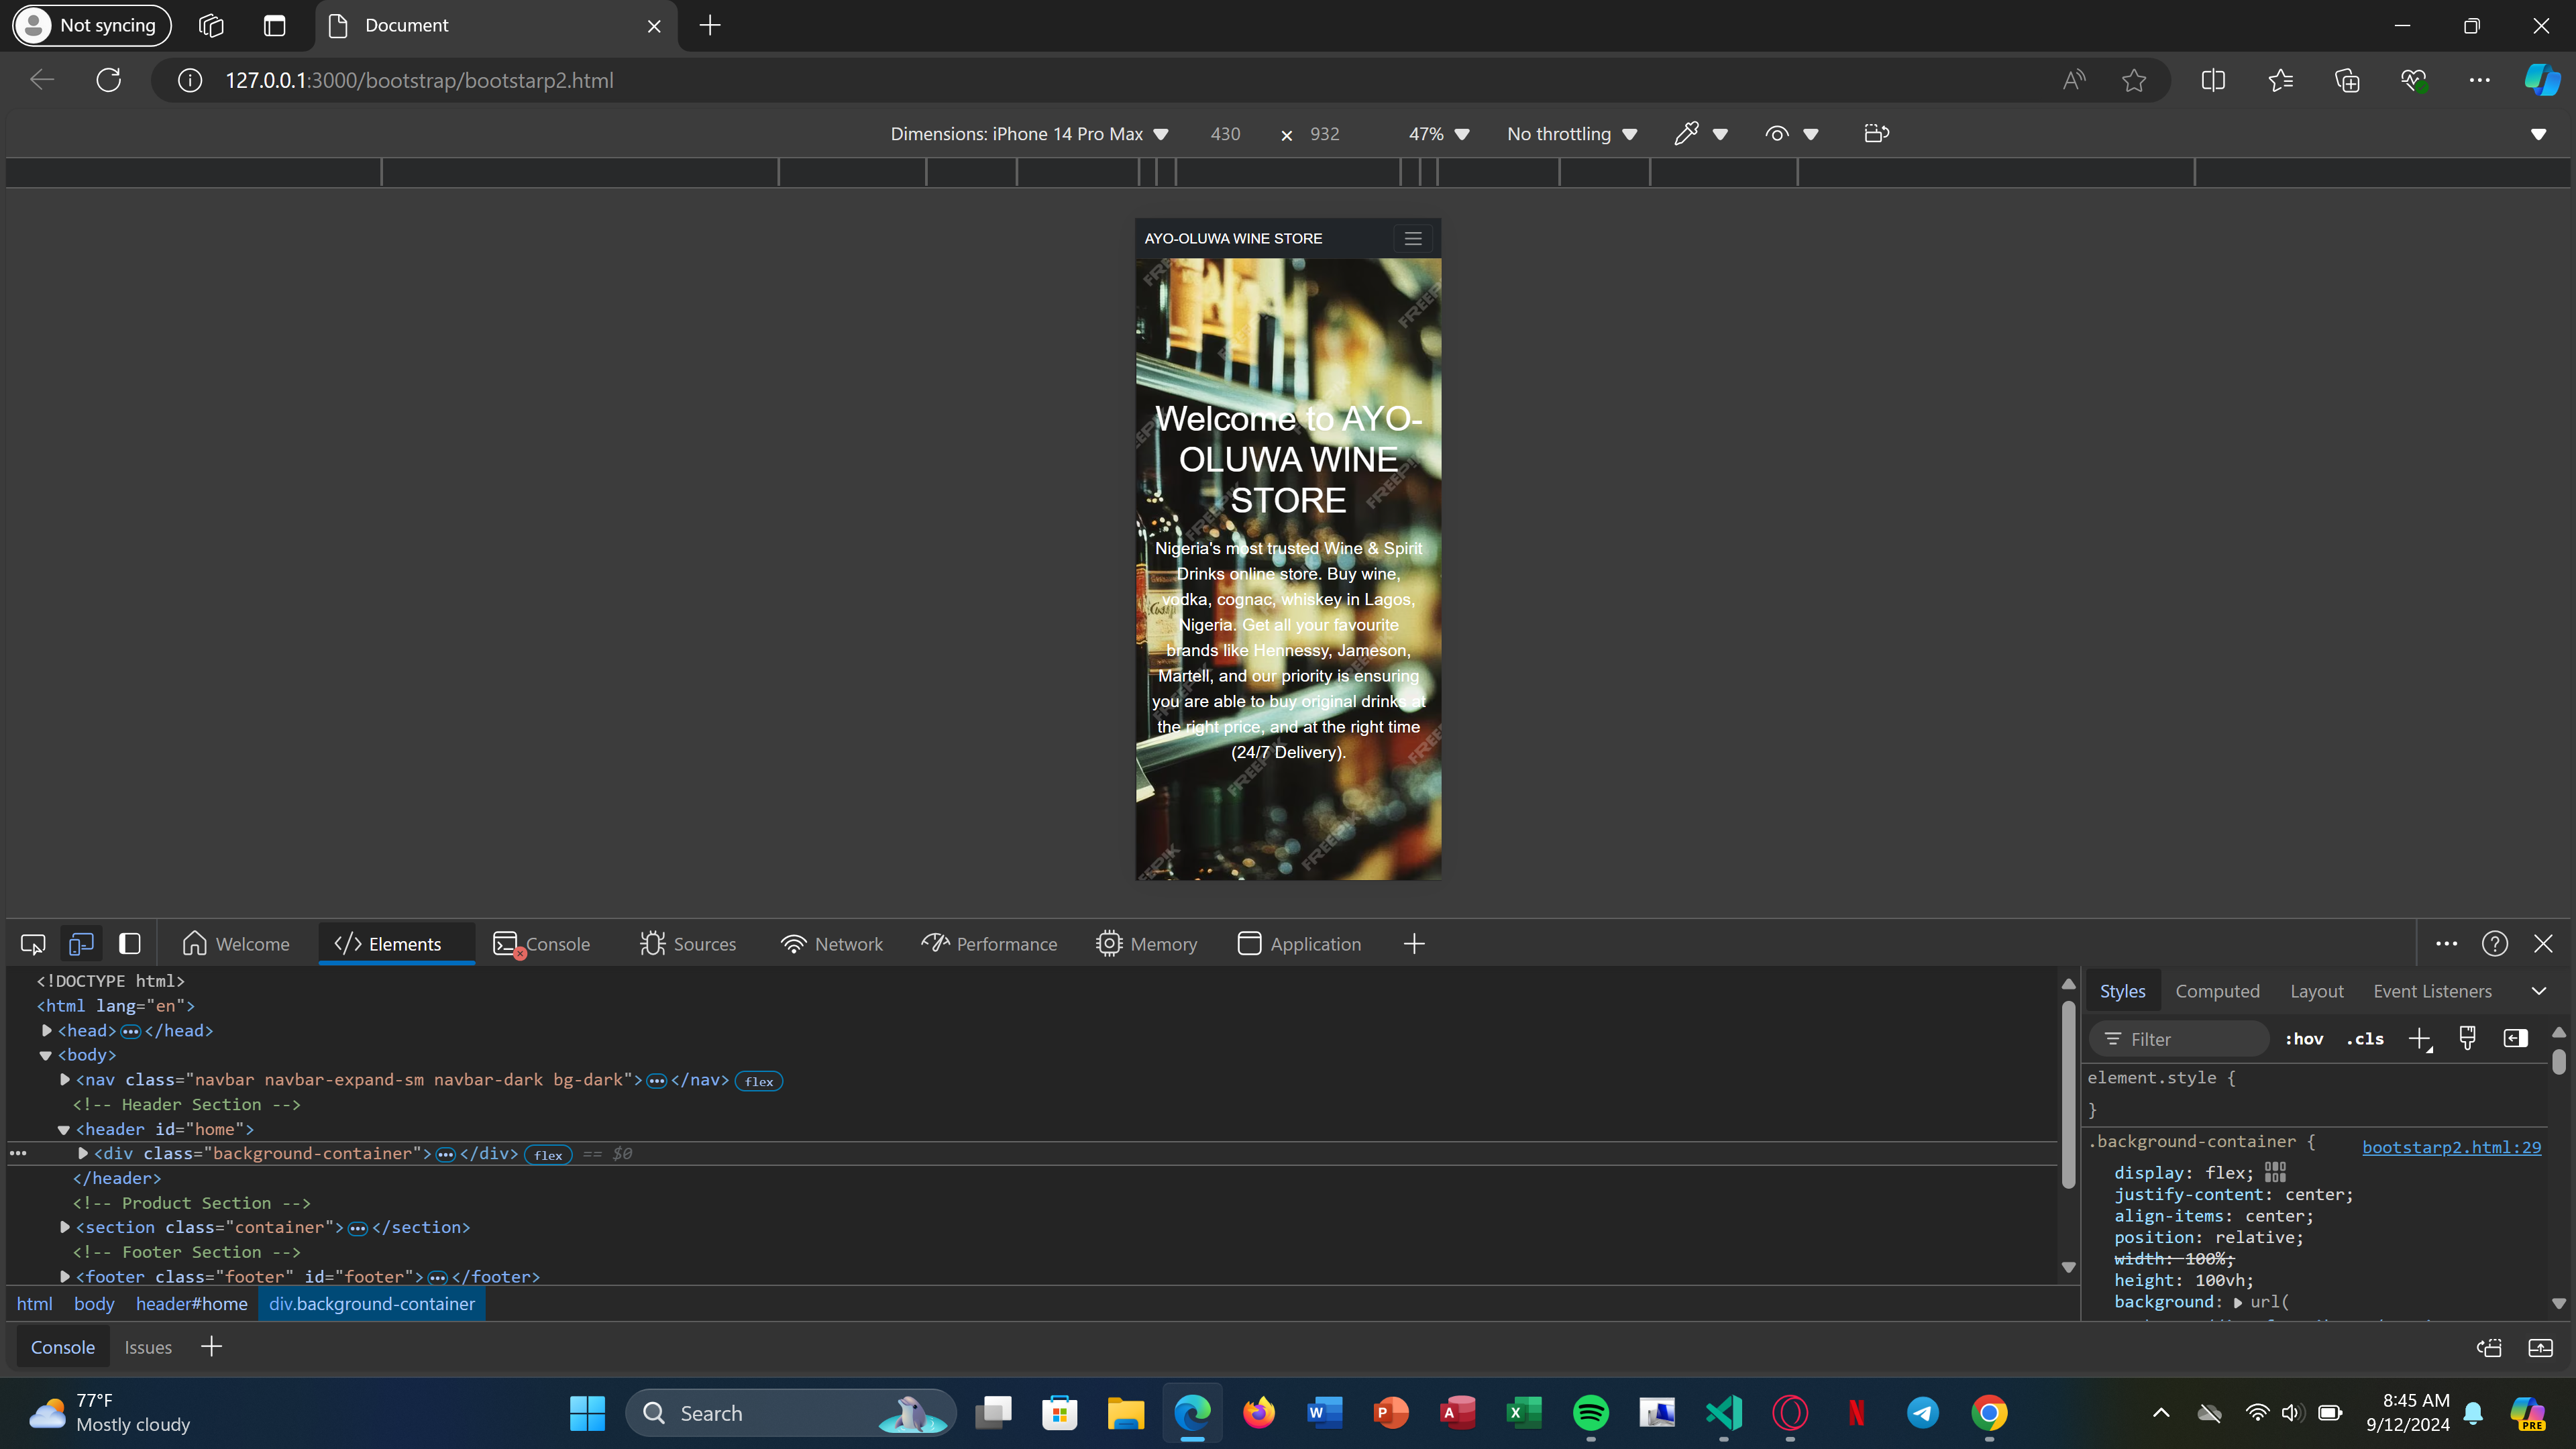 Not syncing
Document
127.0.0.1:3000/bootstrap/bootstarp2.html
Dimensions: iPhone 14 Pro Max 430 × 932 47% No throttling
AYO-OLUWA WINE STORE
Welcome to AYO-
OLUWA WINE
STORE
Nigeria's most trusted Wine & Spirit
Drinks online store. Buy wine,
vodka, cognac, whiskey in Lagos,
Nigeria. Get all your favourite
brands like Hennessy, Jameson,
Martell, and our priority is ensuring
you are able to buy original drinks at
the right price, and at the right time
(24/7 Delivery).
FREEPIK
Welcome Elements Console Sources Network Performance Memory Application
<!DOCTYPE html>
<html lang="en">
<head> ••• </head>
<body>
<nav class="navbar navbar-expand-sm navbar-dark bg-dark"> ••• </nav> flex
<!-- Header Section -->
<header id="home">
••• <div class="background-container"> ••• </div> flex == $0
</header>
<!-- Product Section -->
<section class="container"> ••• </section>
<!-- Footer Section -->
<footer class="footer" id="footer"> ••• </footer>
html body header#home div.background-container
Styles Computed Layout Event Listeners
Filter :hov .cls
element.style {
}
.background-container { bootstarp2.html:29
display: flex;
justify-content: center;
align-items: center;
position: relative;
width: 100%;
height: 100vh;
background: url(
Console Issues
77°F
Mostly cloudy
Search
8:45 AM
9/12/2024
PRE